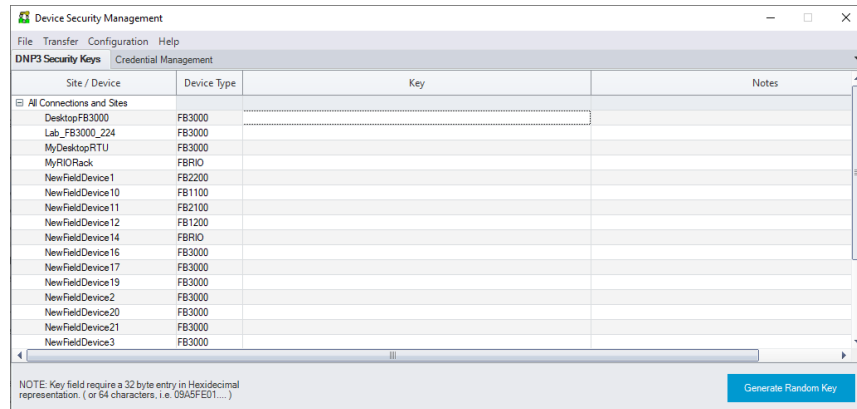 Device Security Management
File Transfer Configuration Help
DNP3 Security Keys Credential Management
Site / Device Device Type Key Notes
All Connections and Sites
DesktopFB3000 FB3000
Lab_FB3000_224 FB3000
MyDesktopRTU FB3000
MyRIORack FBRIO
NewFieldDevice1 FB2200
NewFieldDevice10 FB1100
NewFieldDevice11 FB2100
NewFieldDevice12 FB1200
NewFieldDevice14 FBRIO
NewFieldDevice16 FB3000
NewFieldDevice17 FB3000
NewFieldDevice19 FB3000
NewFieldDevice2 FB3000
NewFieldDevice20 FB3000
NewFieldDevice21 FB3000
NewFieldDevice3 FB3000
NOTE: Key field require a 32 byte entry in Hexidecimal
representation. ( or 64 characters, i.e. 09A5FE01.... )
Generate Random Key